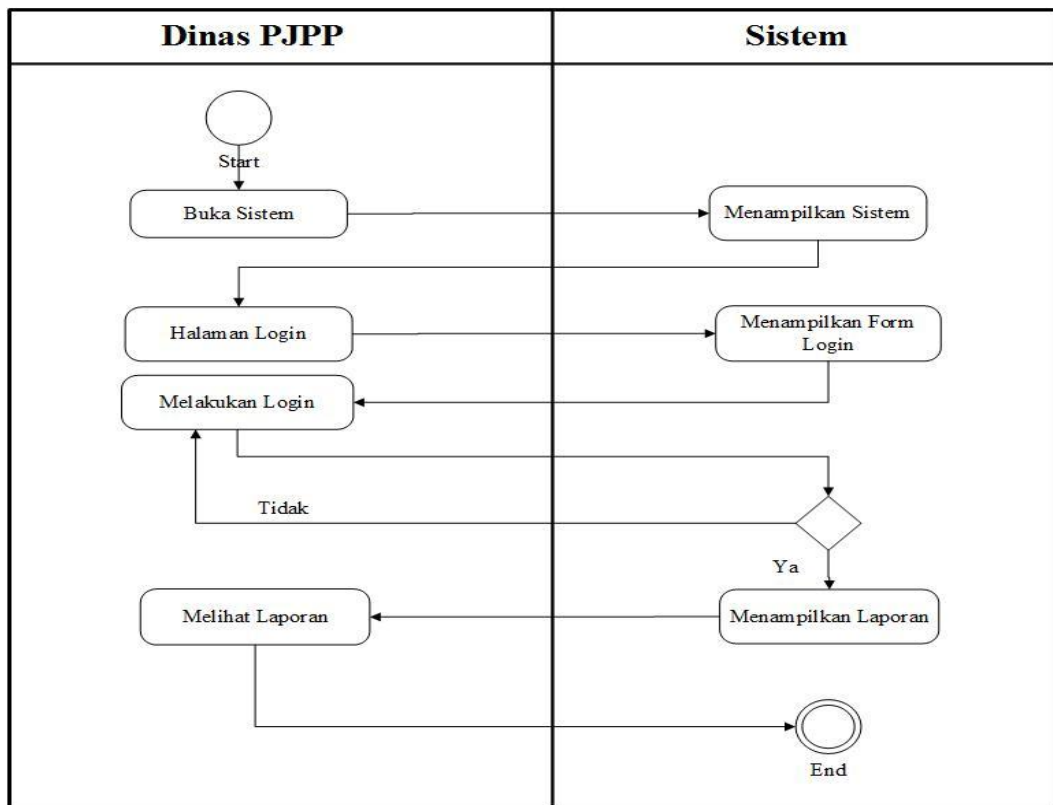 Dinas PJPP
Sistem
Start
Buka Sistem
Menampilkan Sistem
Halaman Login
Menampilkan Form
Login
Melakukan Login
Tidak
Ya
Melihat Laporan
Menampilkan Laporan
End